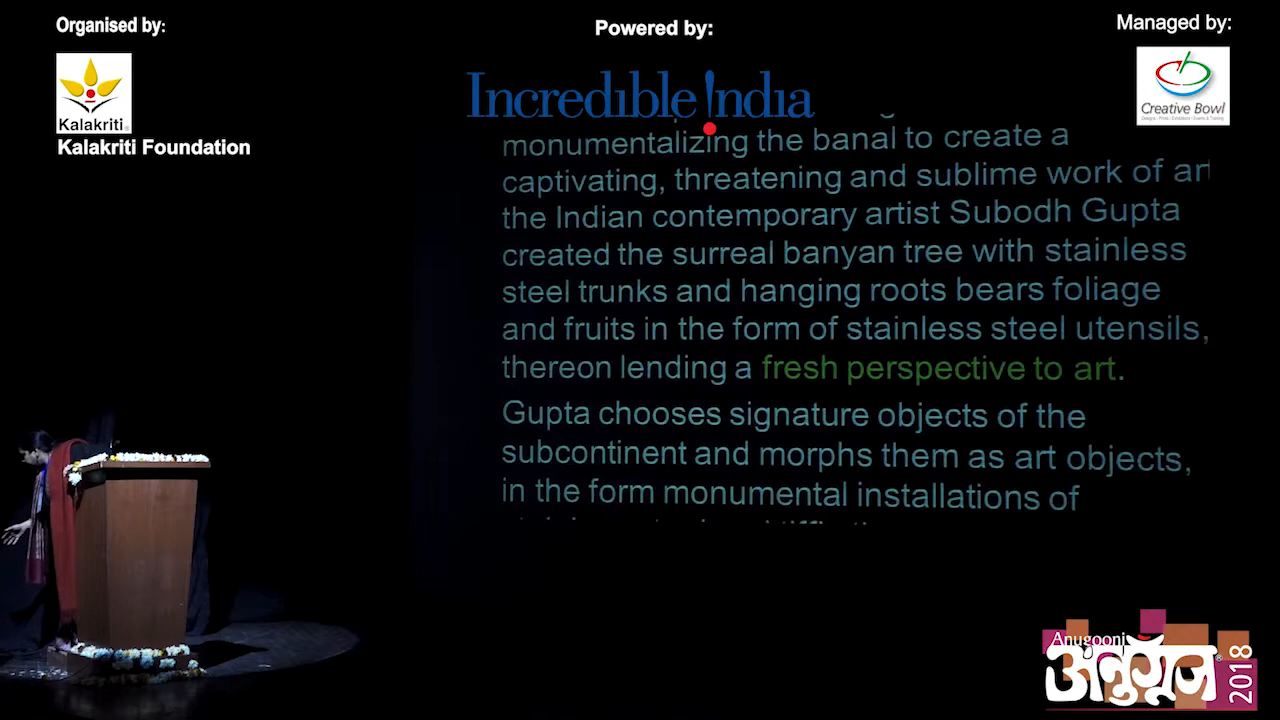 Organised by:
Kalakriti
Kalakriti Foundation
Powered by:
Incredible !ndia
Managed by:
Creative Bowl
monumentalizing the banal to create a
captivating, threatening and sublime work of art
the Indian contemporary artist Subodh Gupta
created the surreal banyan tree with stainless
steel trunks and hanging roots bears foliage
and fruits in the form of stainless steel utensils,
thereon lending a fresh perspective to art.
Gupta chooses signature objects of the
subcontinent and morphs them as art objects,
in the form monumental installations of
Anugoonj
अनुगूँज
2018